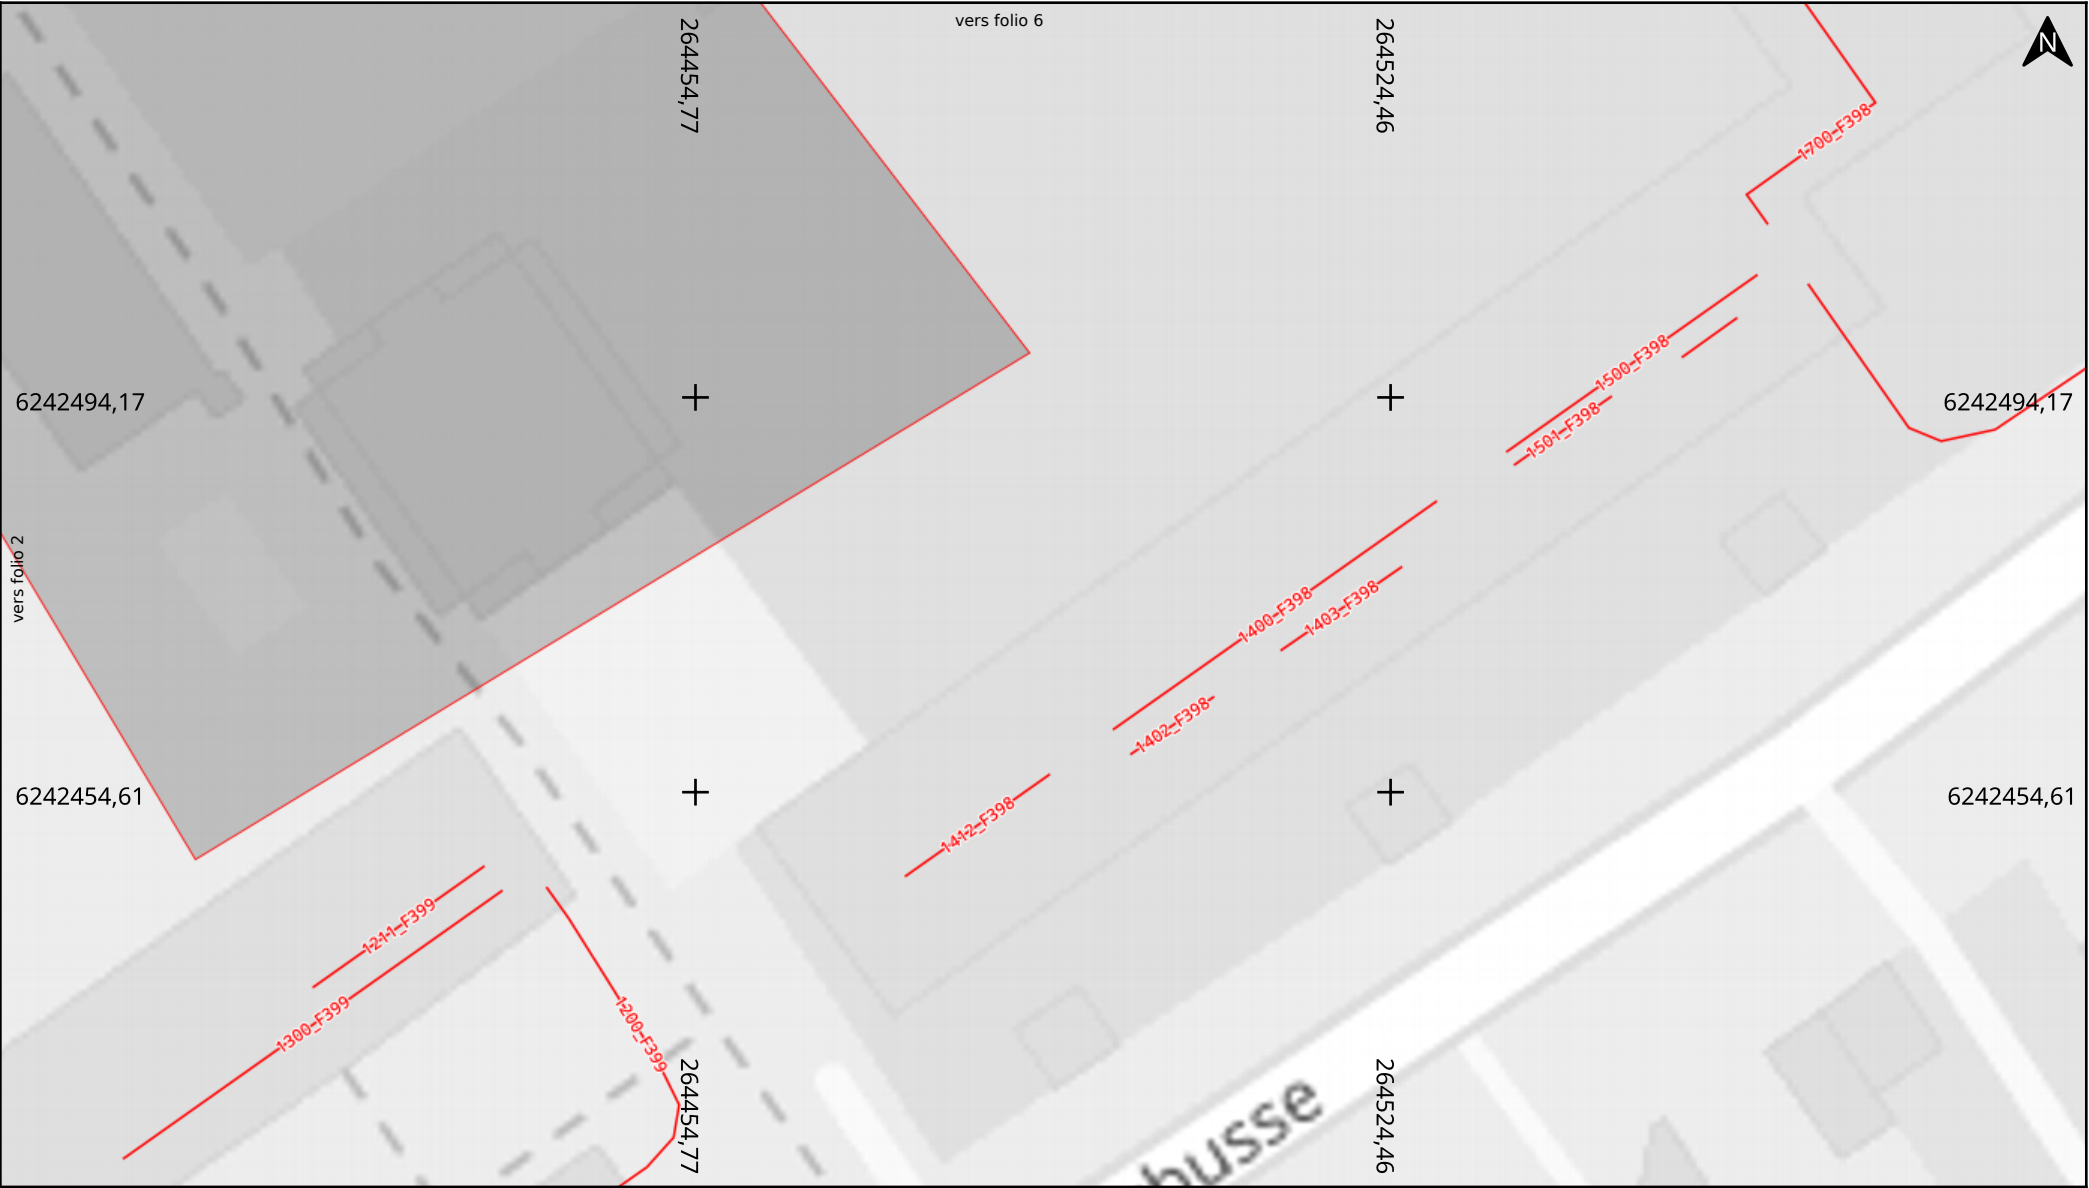 vers folio 6
264454,77
264524,46
N
1700_F398
1500_F398
6242494,17
6242494,17
1501_F398
vers folio 2
1400_F398
1403_F398
1402_F398
6242454,61
6242454,61
1412_F398
1211_F399
1300_F399
1200_F399
264454,77
264524,46
busse